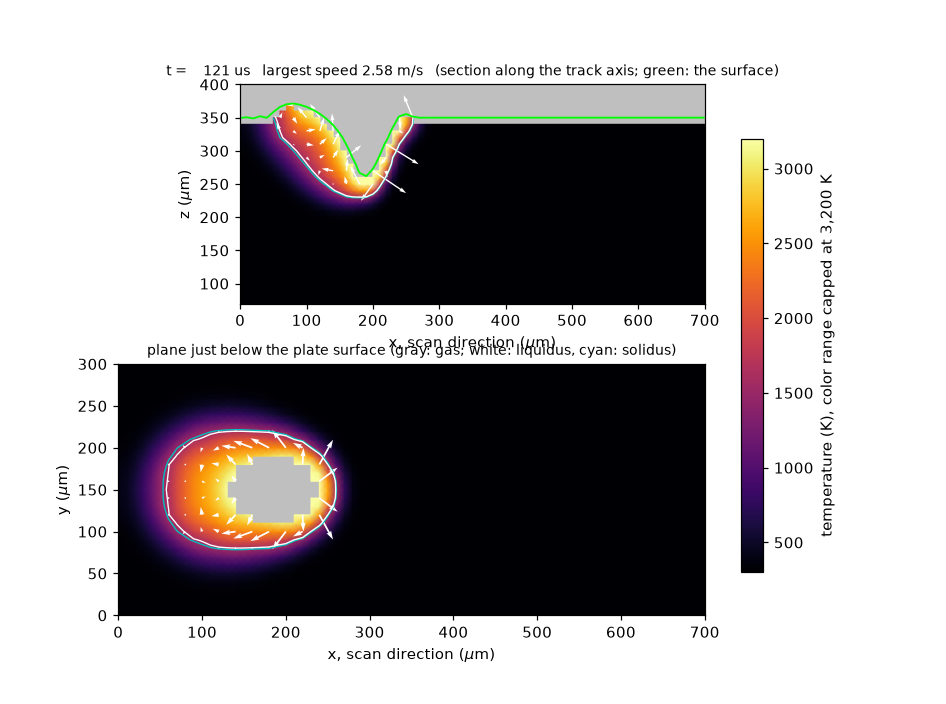 t =    121 us   largest speed 2.58 m/s   (section along the track axis; green: the surface)
400
350
300
250
200
150
100
z (μm)
0 100 200 300 400 500 600 700
x, scan direction (μm)
plane just below the plate surface (gray: gas; white: liquidus, cyan: solidus)
300
250
200
150
100
50
0
y (μm)
0 100 200 300 400 500 600 700
x, scan direction (μm)
3000
2500
2000
1500
1000
500
temperature (K), color range capped at 3,200 K